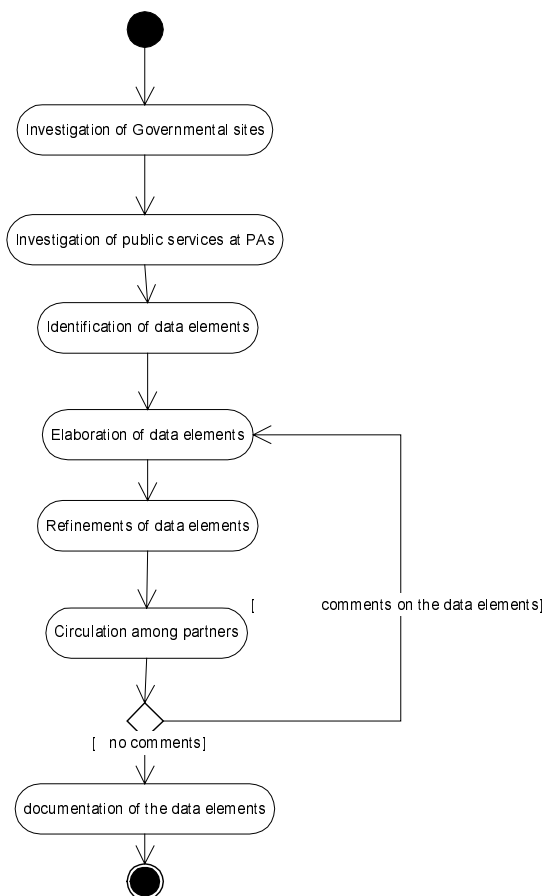 Investigation of Governmental sites
Investigation of public services at PAs
Identification of data elements
Elaboration of data elements
Refinements of data elements
[ comments on the data elements]
Circulation among partners
[ no comments]
documentation of the data elements